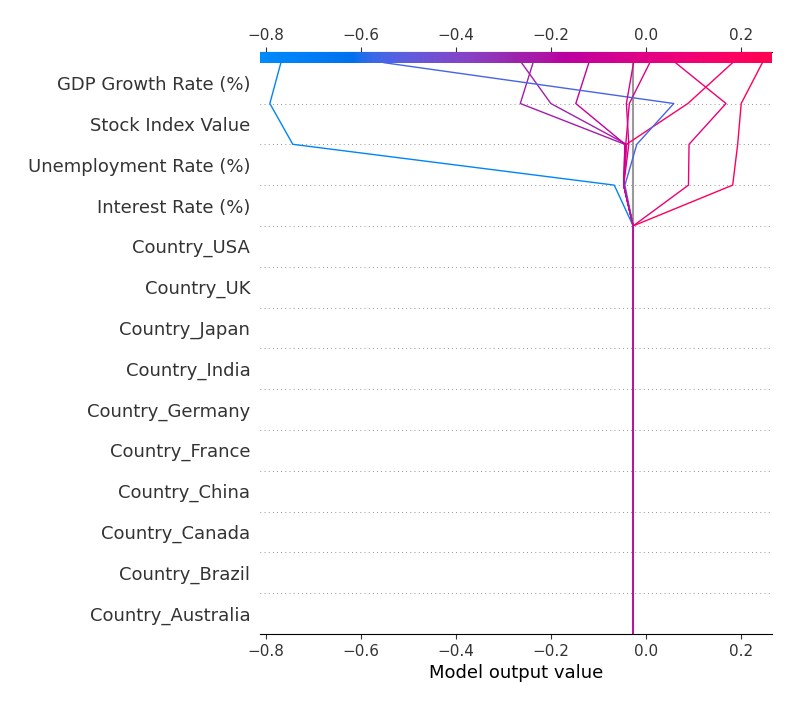 −0.8 −0.6 −0.4 −0.2 0.0 0.2
GDP Growth Rate (%)
Stock Index Value
Unemployment Rate (%)
Interest Rate (%)
Country_USA
Country_UK
Country_Japan
Country_India
Country_Germany
Country_France
Country_China
Country_Canada
Country_Brazil
Country_Australia
−0.8 −0.6 −0.4 −0.2 0.0 0.2
Model output value